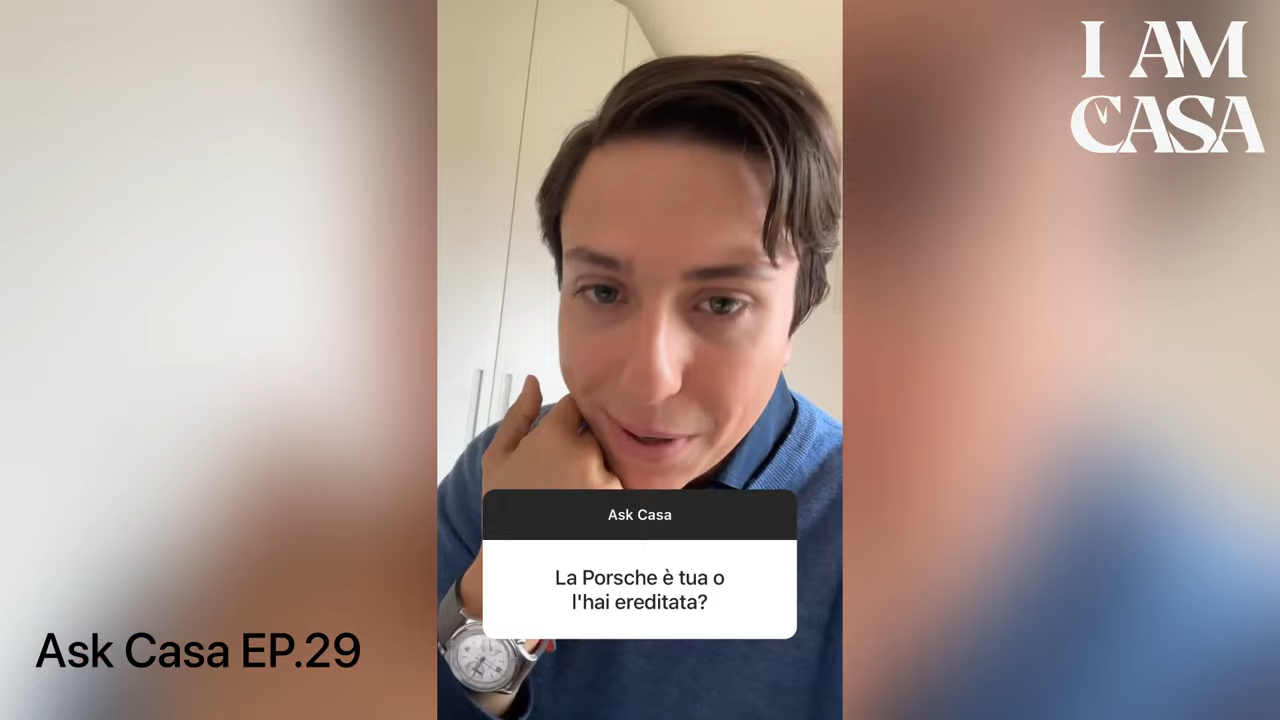 I AM
CASA
Ask Casa
La Porsche è tua o
l'hai ereditata?
Ask Casa EP.29